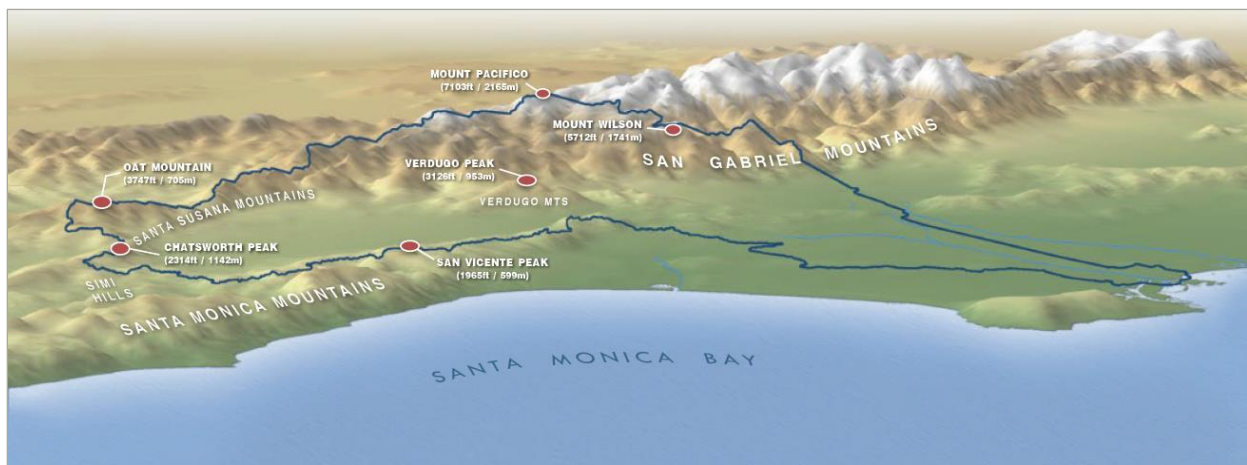 MOUNT PACIFICO
(7103ft / 2165m)
MOUNT WILSON
(5712ft / 1741m)
SAN GABRIEL MOUNTAINS
OAT MOUNTAIN
(3747ft / 705m)
VERDUGO PEAK
(3126ft / 953m)
VERDUGO MTS
SANTA SUSANA MOUNTAINS
CHATSWORTH PEAK
(2314ft / 1142m)
SAN VICENTE PEAK
(1965ft / 599m)
SIMI
HILLS
SANTA MONICA MOUNTAINS
SANTA MONICA BAY